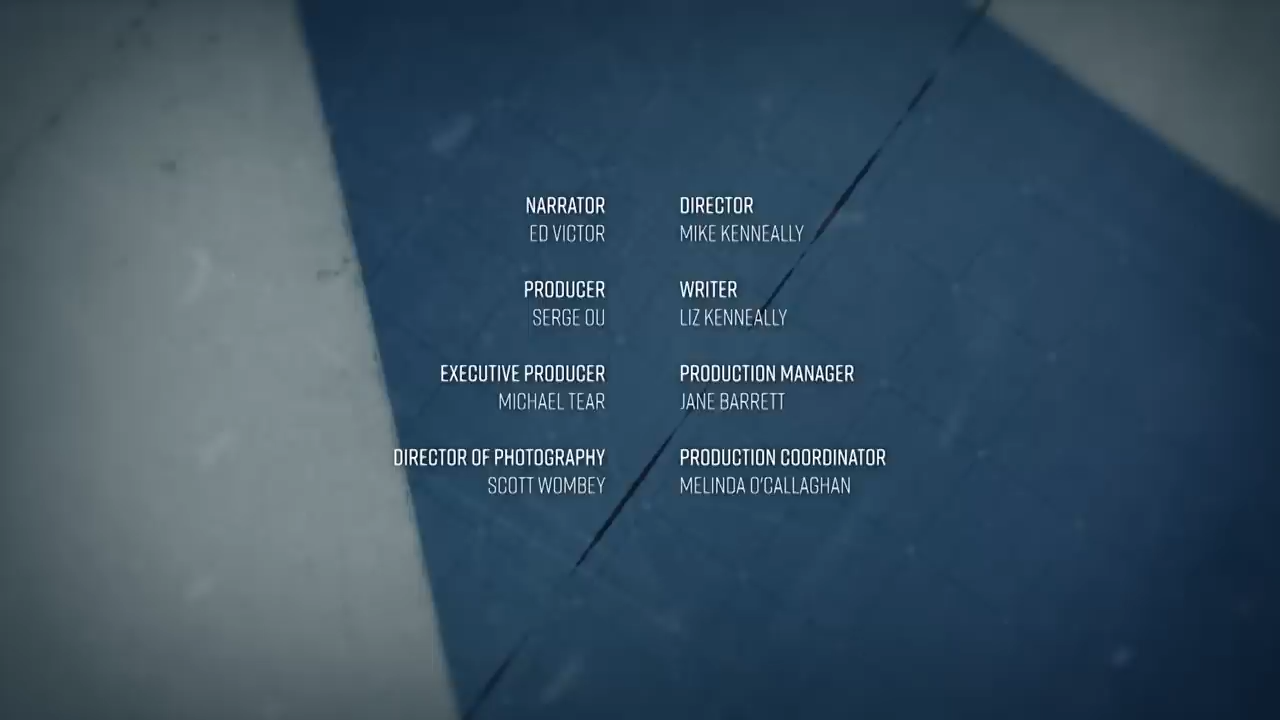 NARRATOR
ED VICTOR
DIRECTOR
MIKE KENNEALLY
PRODUCER
SERGE OU
WRITER
LIZ KENNEALLY
EXECUTIVE PRODUCER
MICHAEL TEAR
PRODUCTION MANAGER
JANE BARRETT
DIRECTOR OF PHOTOGRAPHY
SCOTT WOMBEY
PRODUCTION COORDINATOR
MELINDA O'CALLAGHAN